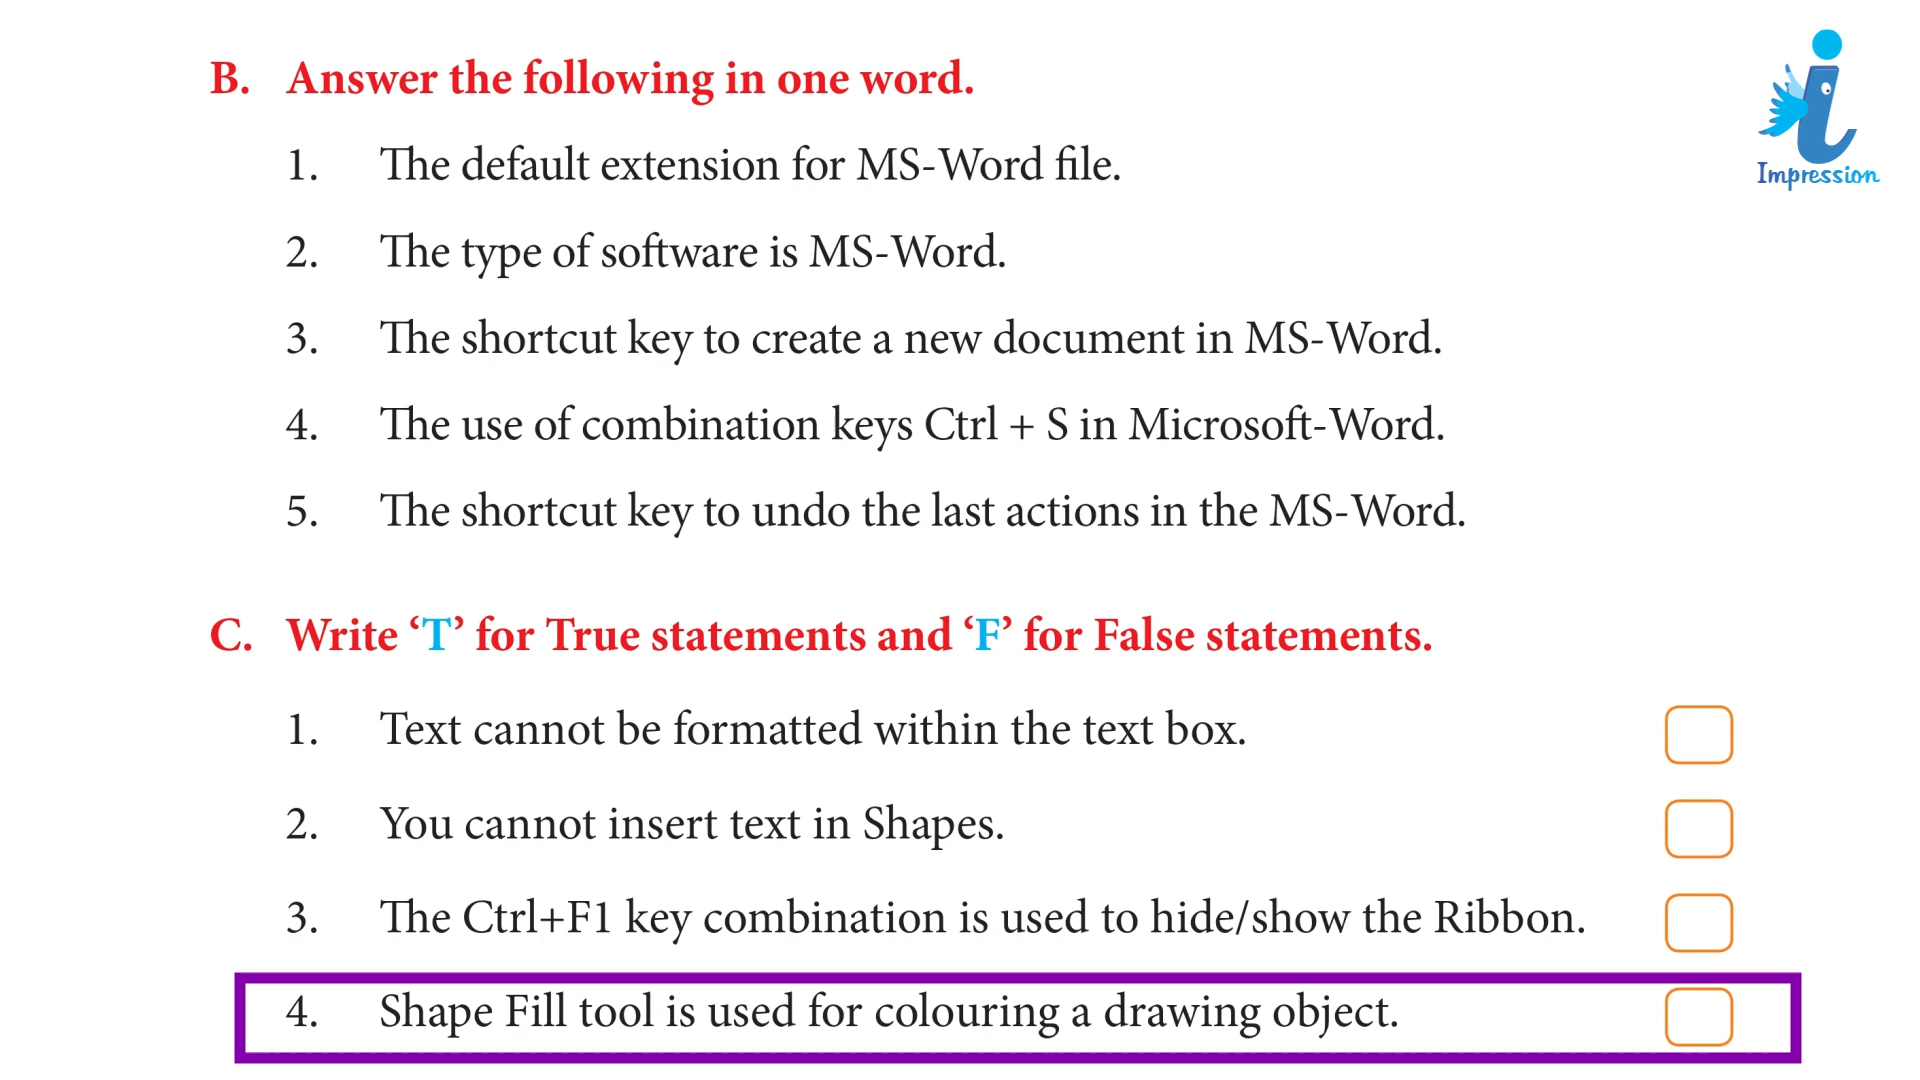 B. Answer the following in one word.
Impression
1. The default extension for MS-Word file.
2. The type of software is MS-Word.
3. The shortcut key to create a new document in MS-Word.
4. The use of combination keys Ctrl + S in Microsoft-Word.
5. The shortcut key to undo the last actions in the MS-Word.
C. Write ‘T’ for True statements and ‘F’ for False statements.
1. Text cannot be formatted within the text box.
2. You cannot insert text in Shapes.
3. The Ctrl+F1 key combination is used to hide/show the Ribbon.
4. Shape Fill tool is used for colouring a drawing object.